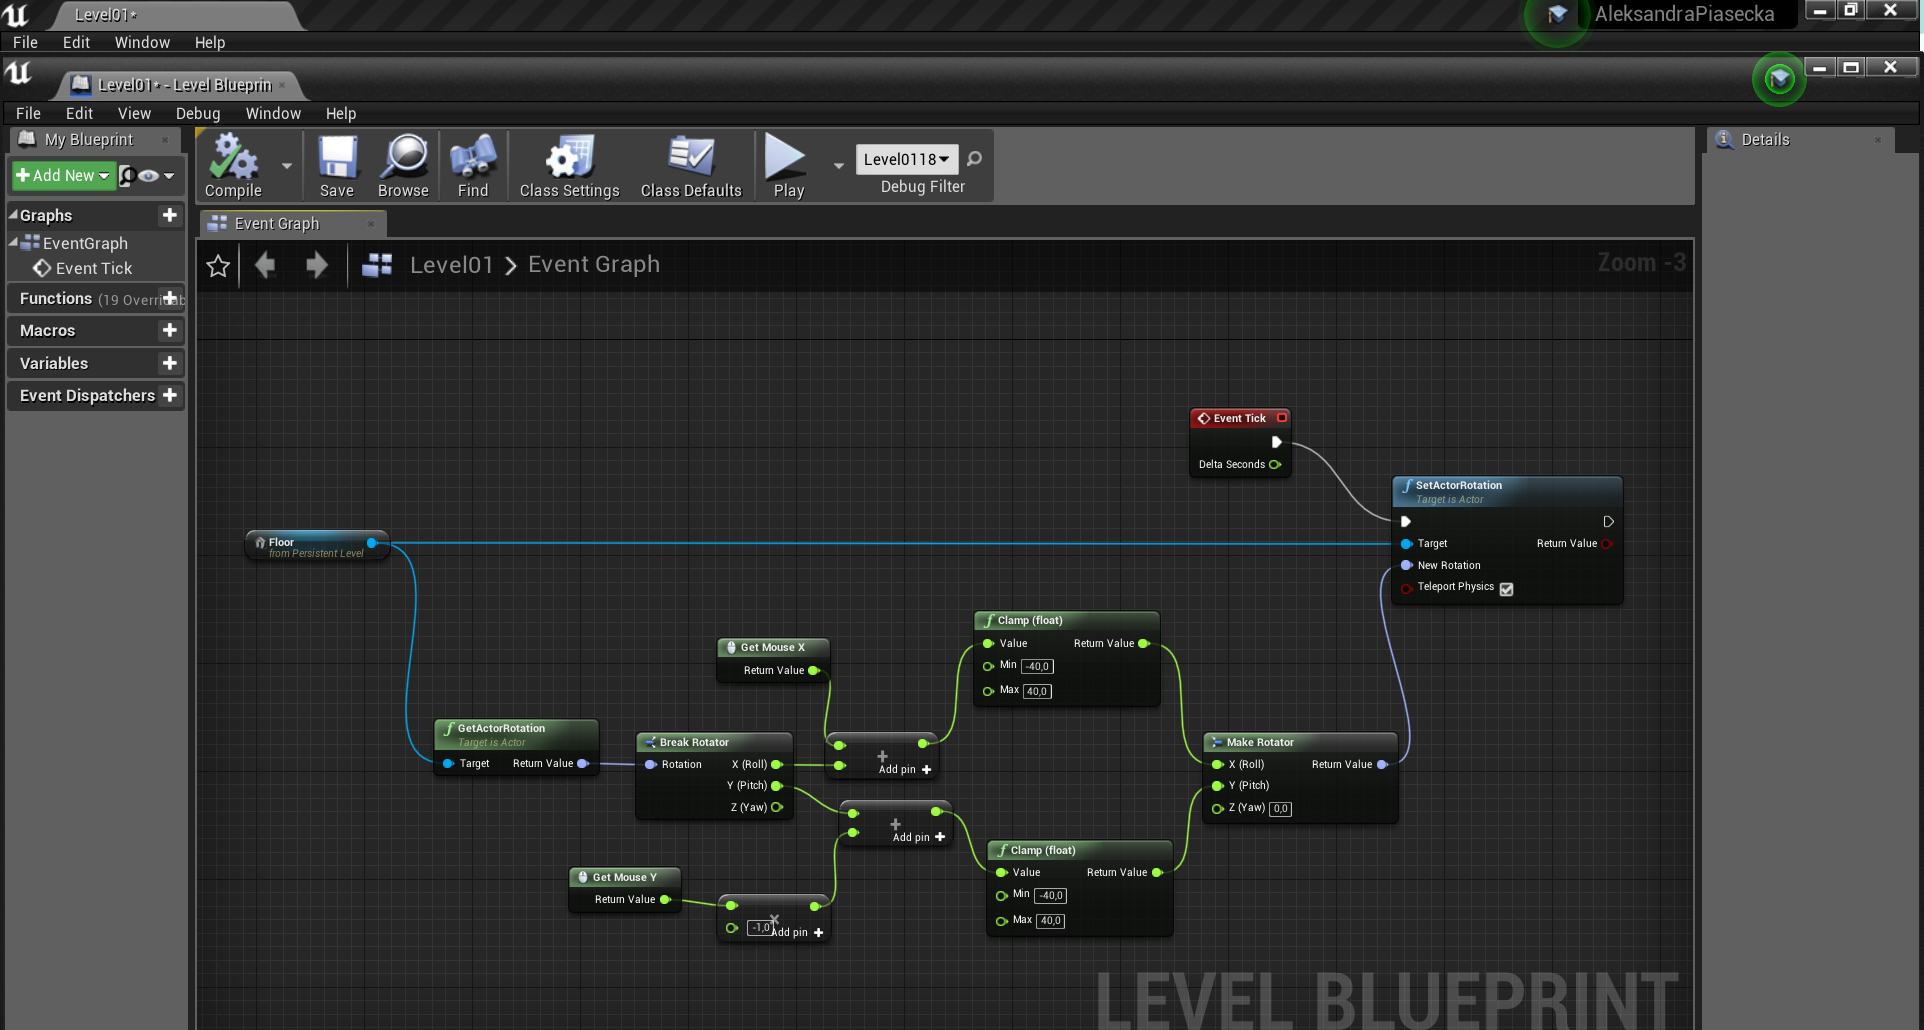 Level01*
AleksandraPiasecka
File Edit Window Help
Level01* - Level Blueprin
File Edit View Debug Window Help
My Blueprint
Details
Add New
Compile
Save
Browse
Find
Class Settings
Class Defaults
Play
Level0118
Debug Filter
Graphs
EventGraph
Event Tick
Functions (19 Overridab
Macros
Variables
Event Dispatchers
Event Graph
Level01 > Event Graph
Zoom -3
Event Tick
Delta Seconds
SetActorRotation
Target is Actor
Target Return Value
New Rotation
Teleport Physics
Floor
from Persistent Level
Clamp (float)
Value Return Value
Min -40,0
Max 40,0
Get Mouse X
Return Value
GetActorRotation
Target is Actor
Target Return Value
Break Rotator
Rotation X (Roll)
Y (Pitch)
Z (Yaw)
Add pin +
Add pin +
Make Rotator
X (Roll) Return Value
Y (Pitch)
Z (Yaw) 0,0
Clamp (float)
Value Return Value
Min -40,0
Max 40,0
Get Mouse Y
Return Value
-1,0 Add pin +
LEVEL BLUEPRINT